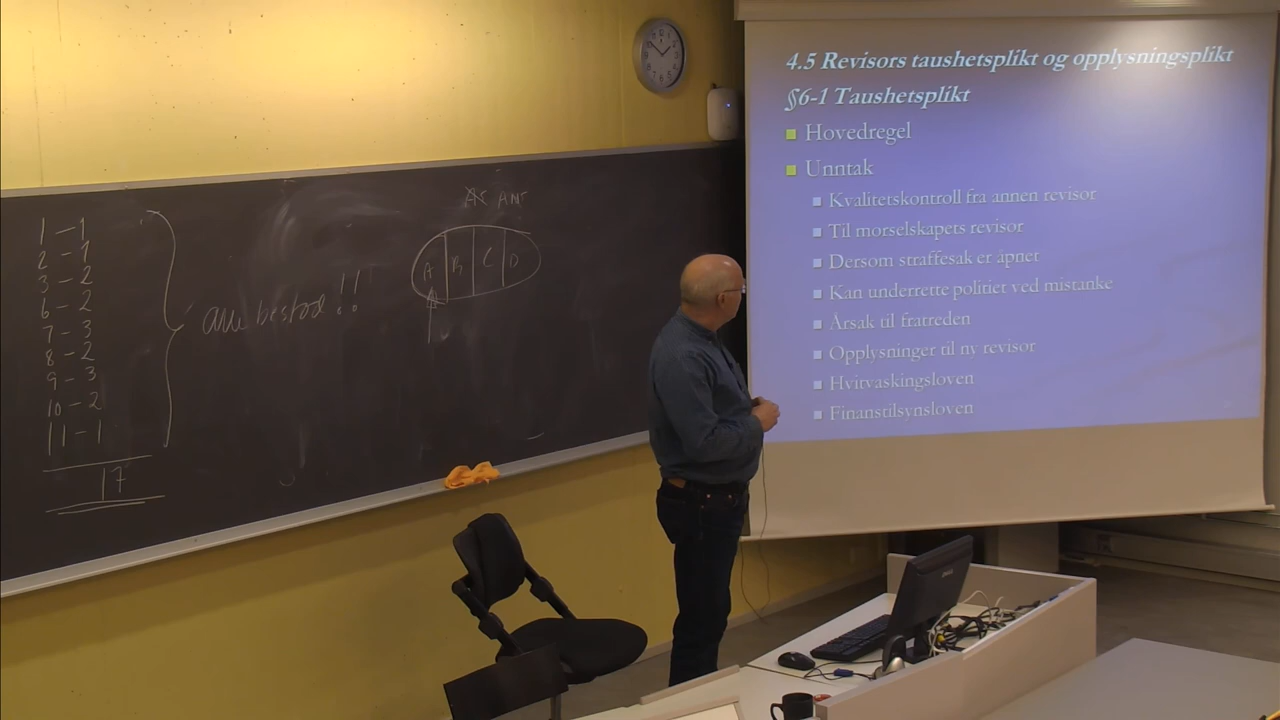 1 – 1
2 – 1
3 – 2
6 – 2
7 – 3
8 – 2
9 – 3
10 – 2
11 – 1
17
!!
A B C D
4.5 Revisors taushetsplikt og opplysningsplikt
§6-1 Taushetsplikt
Hovedregel
Unntak
Kvalitetskontroll fra annen revisor
Til morselskapets revisor
Dersom straffesak er åpnet
Kan underrette politiet ved mistanke
Årsak til fratreden
Opplysninger til ny revisor
Hvitvaskingsloven
Finanstilsynsloven